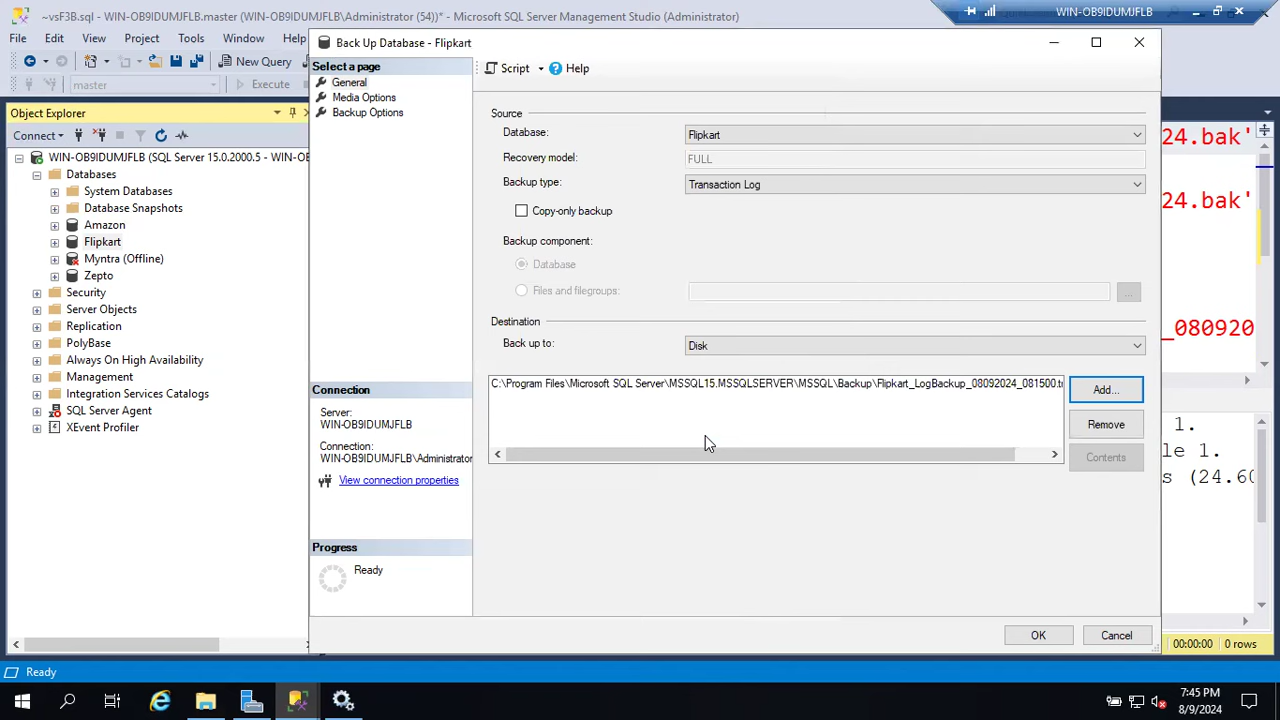 ~vsF3B.sql - WIN-OB9IDUMJFLB.master (WIN-OB9IDUMJFLB\Administrator (54))* - Microsoft SQL Server Management Studio (Administrator)
WIN-OB9IDUMJFLB
File Edit View Project Tools Window Help
New Query
master
Execute
Object Explorer
Connect
WIN-OB9IDUMJFLB (SQL Server 15.0.2000.5 - WIN-OB
Databases
System Databases
Database Snapshots
Amazon
Flipkart
Myntra (Offline)
Zepto
Security
Server Objects
Replication
PolyBase
Always On High Availability
Management
Integration Services Catalogs
SQL Server Agent
XEvent Profiler
Back Up Database - Flipkart
Select a page
General
Media Options
Backup Options
Connection
Server:
WIN-OB9IDUMJFLB
Connection:
WIN-OB9IDUMJFLB\Administrator
View connection properties
Progress
Ready
Script Help
Source
Database: Flipkart
Recovery model: FULL
Backup type: Transaction Log
Copy-only backup
Backup component:
Database
Files and filegroups: ...
Destination
Back up to: Disk
C:\Program Files\Microsoft SQL Server\MSSQL15.MSSQLSERVER\MSSQL\Backup\Flipkart_LogBackup_08092024_081500.tr
Add...
Remove
Contents
OK Cancel
24.bak'
24.bak'
_080920
1.
le 1.
s (24.60
00:00:00 0 rows
Ready
7:45 PM
8/9/2024